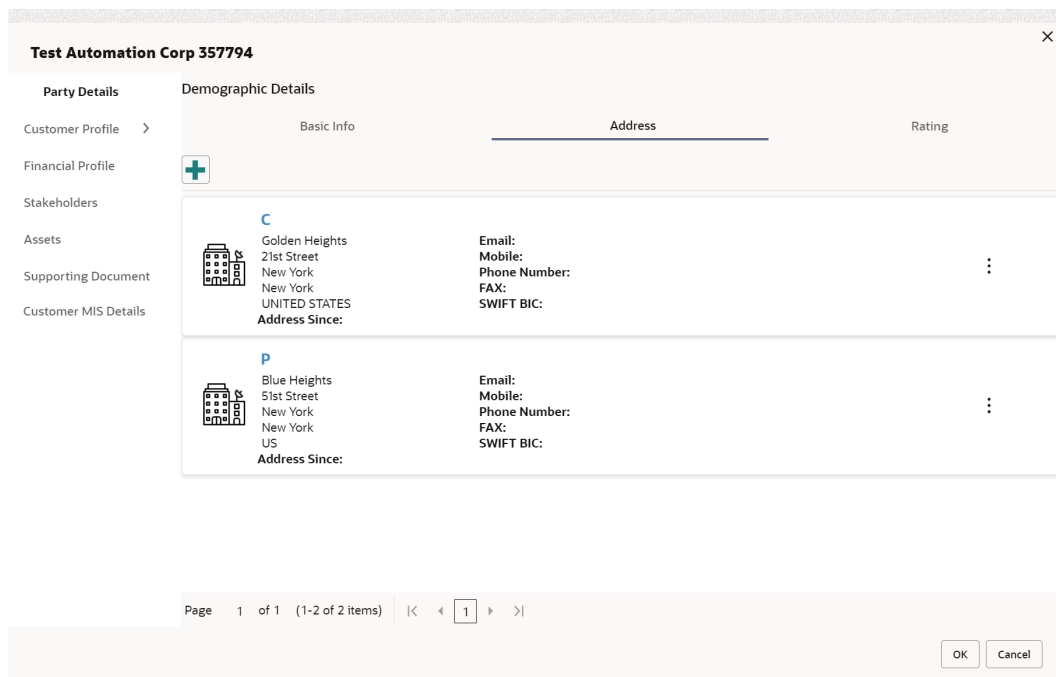 Test Automation Corp 357794
Party Details
Customer Profile
Financial Profile
Stakeholders
Assets
Supporting Document
Customer MIS Details
Demographic Details
Basic Info
Address
Rating
C
Golden Heights
21st Street
New York
New York
UNITED STATES
Address Since:
Email:
Mobile:
Phone Number:
FAX:
SWIFT BIC:
P
Blue Heights
51st Street
New York
New York
US
Address Since:
Email:
Mobile:
Phone Number:
FAX:
SWIFT BIC:
Page 1 of 1 (1-2 of 2 items) 1
OK
Cancel